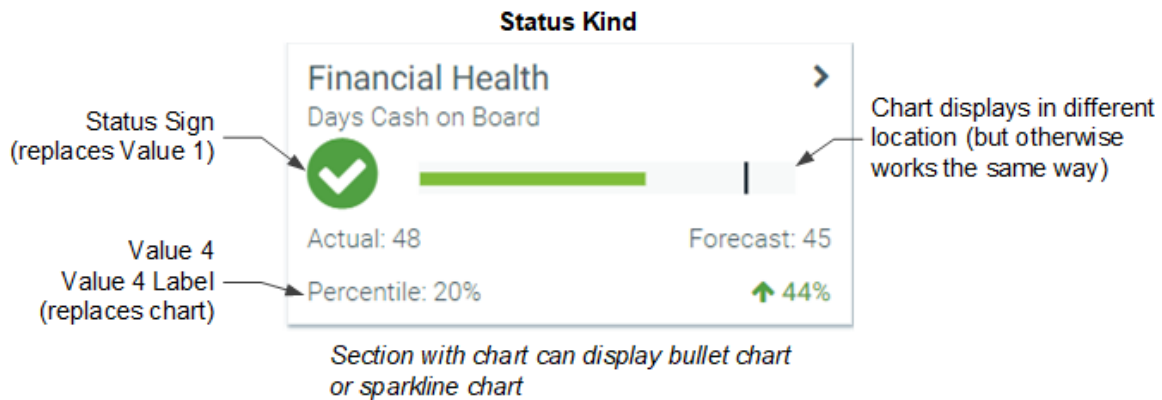 Status Kind
Financial Health
Days Cash on Board
Status Sign
(replaces Value 1)
Chart displays in different
location (but otherwise
works the same way)
Actual: 48
Forecast: 45
Value 4
Value 4 Label
(replaces chart)
Percentile: 20%
44%
Section with chart can display bullet chart
or sparkline chart